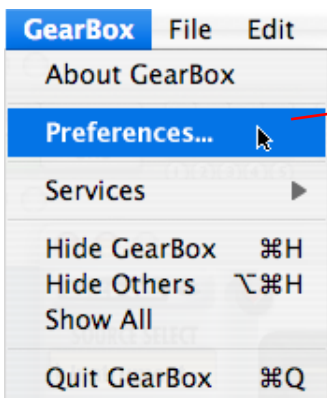 GearBox File Edit
About GearBox
Preferences...
Services
Hide GearBox ⌘H
Hide Others ⌥⌘H
Show All
Quit GearBox ⌘Q